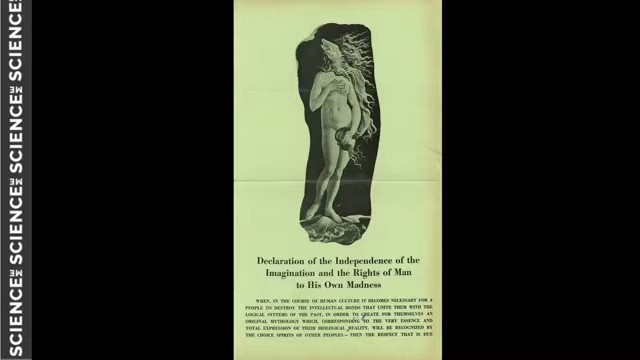 SCIENCE ME SCIENCE ME SCIENCE ME SCIENCE ME SCIENCE
Declaration of the Independence of the
Imagination and the Rights of Man
to His Own Madness
WHEN, IN THE COURSE OF HUMAN CULTURE IT BECOMES NECESSARY FOR A
PEOPLE TO DESTROY THE INTELLECTUAL BONDS THAT UNITE THEM WITH THE
LOGICAL SYSTEMS OF THE PAST, IN ORDER TO CREATE FOR THEMSELVES AN
ORIGINAL MYTHOLOGY WHICH, CORRESPONDING TO THE VERY ESSENCE AND
TOTAL EXPRESSION OF THEIR BIOLOGICAL REALITY, WILL BE RECOGNIZED BY
THE CHOICE SPIRITS OF OTHER PEOPLES—THEN THE RESPECT THAT IS DUE